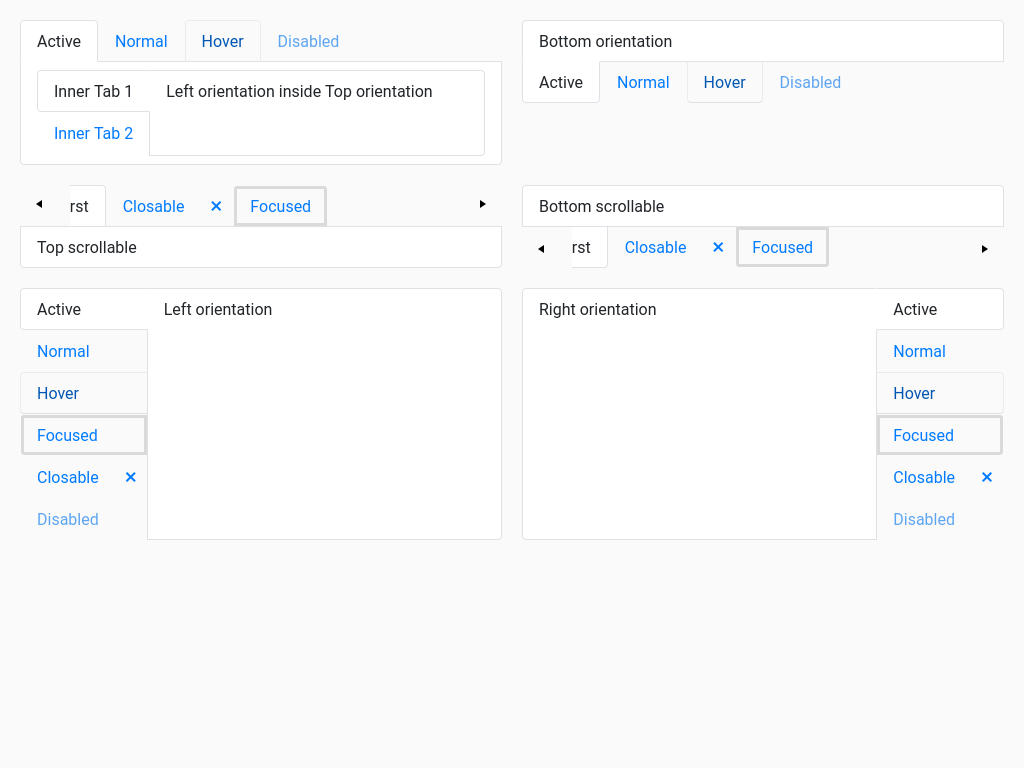 Active Normal Hover Disabled
Inner Tab 1 Left orientation inside Top orientation
Inner Tab 2
Bottom orientation
Active Normal Hover Disabled
rst Closable Focused
Top scrollable
Bottom scrollable
rst Closable Focused
Active Left orientation
Normal
Hover
Focused
Closable
Disabled
Right orientation Active
Normal
Hover
Focused
Closable
Disabled